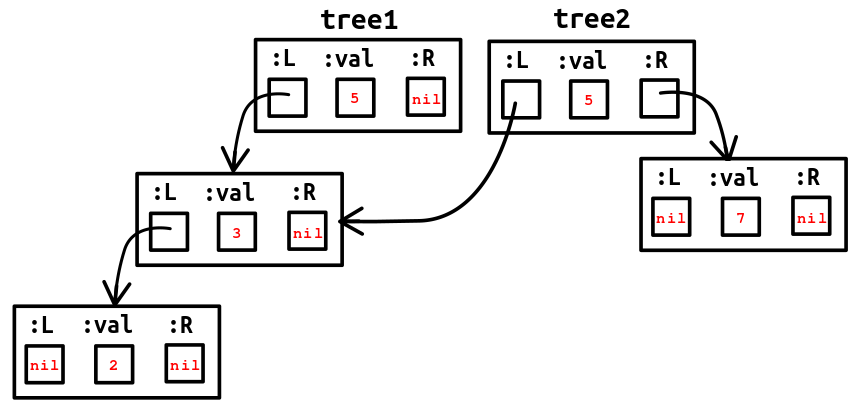 tree1
tree2
:L :val :R
5 nil
:L :val :R
5
:L :val :R
3 nil
:L :val :R
nil 7 nil
:L :val :R
nil 2 nil